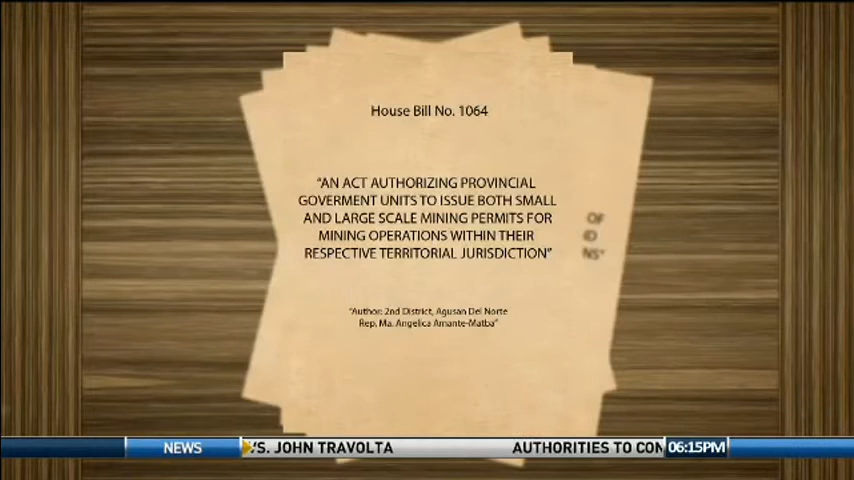 House Bill No. 1064
“AN ACT AUTHORIZING PROVINCIAL
GOVERMENT UNITS TO ISSUE BOTH SMALL
AND LARGE SCALE MINING PERMITS FOR
MINING OPERATIONS WITHIN THEIR
RESPECTIVE TERRITORIAL JURISDICTION”
OF
NS”
“Author: 2nd District, Agusan Del Norte
Rep. Ma. Angelica Amante-Matba”
NEWS
'S. JOHN TRAVOLTA
AUTHORITIES TO CON
06:15PM